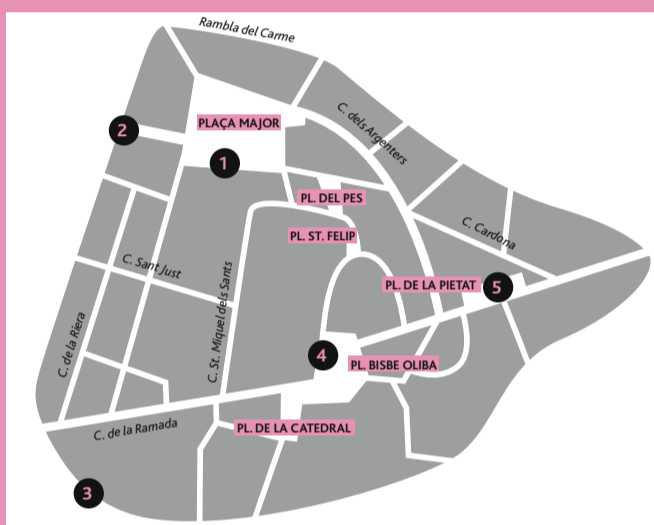 Rambla del Carme
C. dels Argenters
2
PLAÇA MAJOR
1
PL. DEL PES
PL. ST. FELIP
C. Cardona
C. Sant Just
PL. DE LA PIETAT
5
C. St. Miquel dels Sants
C. de la Riera
4
PL. BISBE OLIBA
C. de la Ramada
PL. DE LA CATEDRAL
3